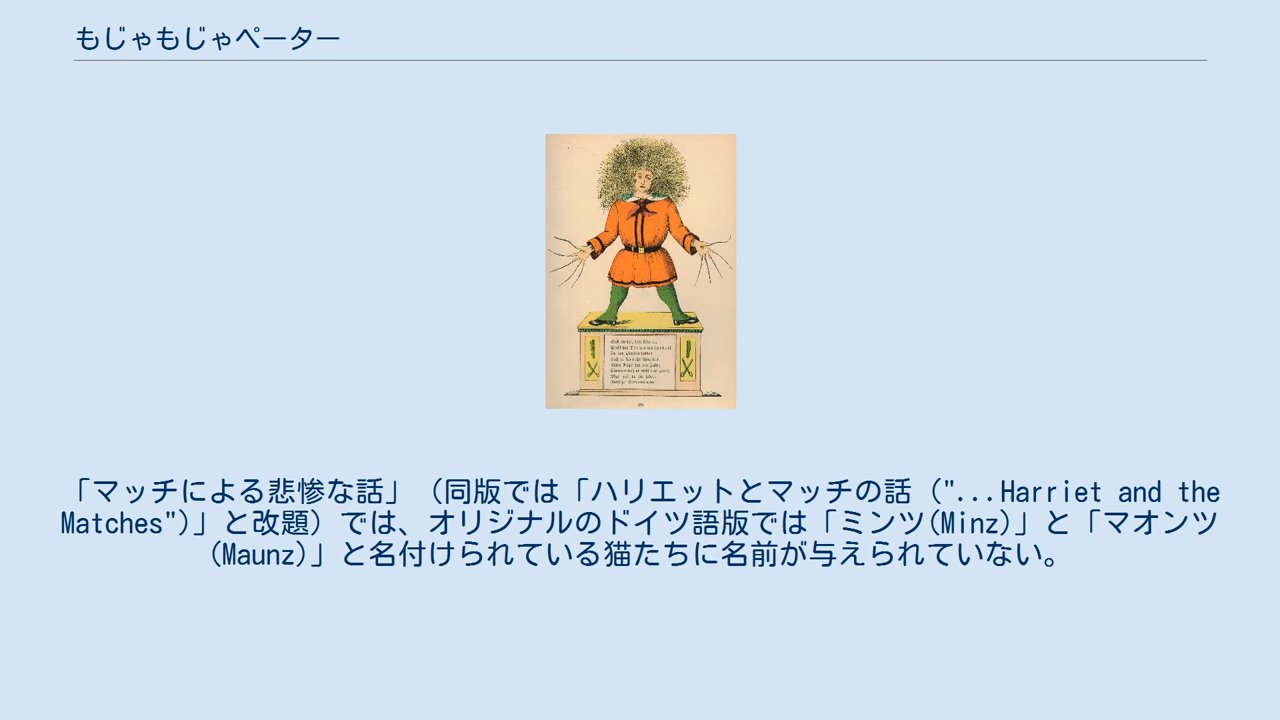 もじゃもじゃペーター
「マッチによる悲惨な話」（同版では「ハリエットとマッチの話（"...Harriet and the
Matches")」と改題）では、オリジナルのドイツ語版では「ミンツ(Minz)」と「マオンツ
(Maunz)」と名付けられている猫たちに名前が与えられていない。